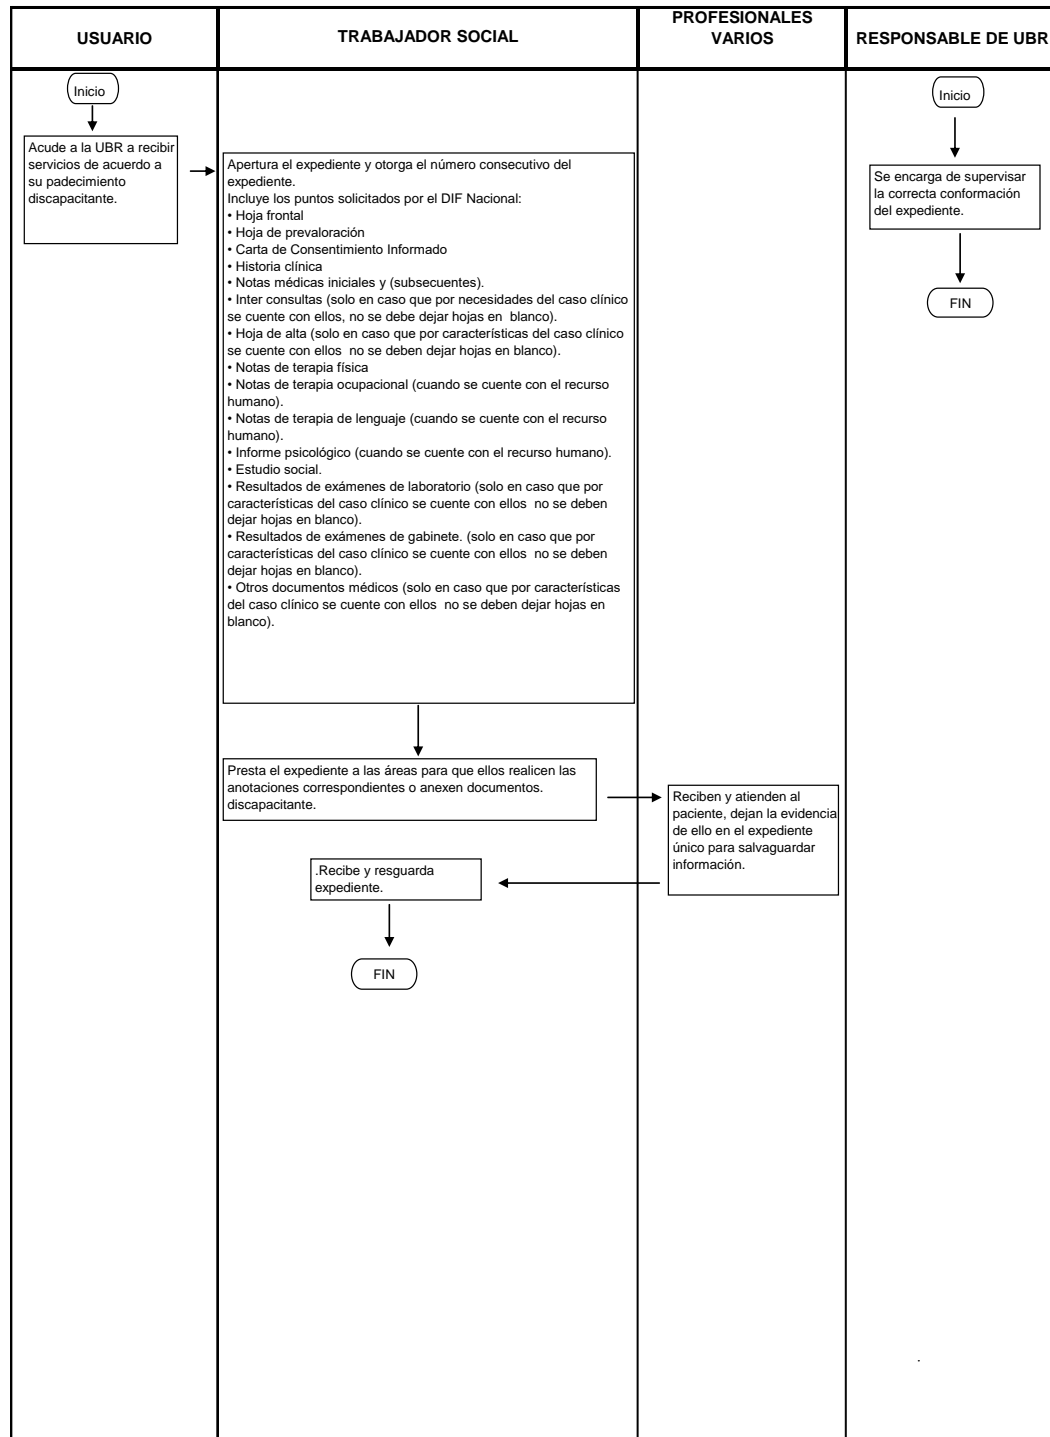 USUARIO
TRABAJADOR SOCIAL
PROFESIONALES
VARIOS
RESPONSABLE DE UBR
Inicio
Acude a la UBR a recibir
servicios de acuerdo a
su padecimiento
discapacitante.
Apertura el expediente y otorga el número consecutivo del
expediente.
Incluye los puntos solicitados por el DIF Nacional:
• Hoja frontal
• Hoja de prevaloración
• Carta de Consentimiento Informado
• Historia clínica
• Notas médicas iniciales y (subsecuentes).
• Inter consultas (solo en caso que por necesidades del caso clínico
se cuente con ellos, no se debe dejar hojas en  blanco).
• Hoja de alta (solo en caso que por características del caso clínico
se cuente con ellos  no se deben dejar hojas en blanco).
• Notas de terapia física
• Notas de terapia ocupacional (cuando se cuente con el recurso
humano).
• Notas de terapia de lenguaje (cuando se cuente con el recurso
humano).
• Informe psicológico (cuando se cuente con el recurso humano).
• Estudio social.
• Resultados de exámenes de laboratorio (solo en caso que por
características del caso clínico se cuente con ellos  no se deben
dejar hojas en blanco).
• Resultados de exámenes de gabinete. (solo en caso que por
características del caso clínico se cuente con ellos  no se deben
dejar hojas en blanco).
• Otros documentos médicos (solo en caso que por características
del caso clínico se cuente con ellos  no se deben dejar hojas en
blanco).
Presta el expediente a las áreas para que ellos realicen las
anotaciones correspondientes o anexen documentos.
discapacitante.
Reciben y atienden al
paciente, dejan la evidencia
de ello en el expediente
único para salvaguardar
información.
.Recibe y resguarda
expediente.
FIN
Inicio
Se encarga de supervisar
la correcta conformación
del expediente.
FIN
.